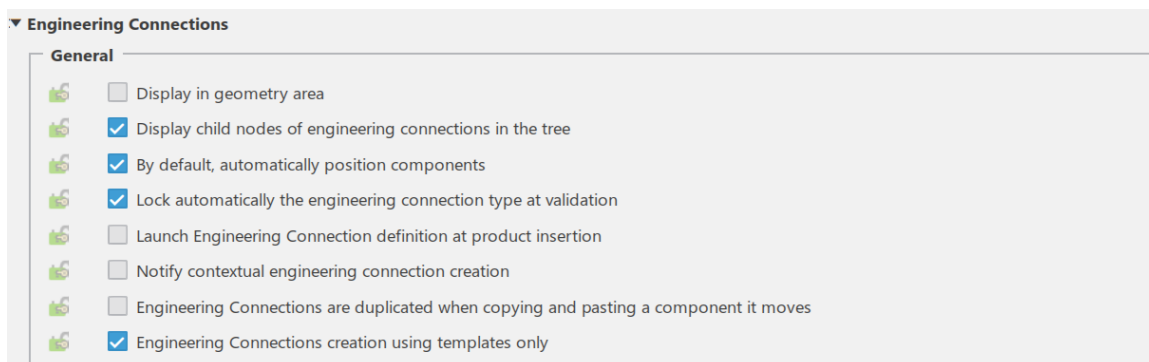 Engineering Connections
General
Display in geometry area
Display child nodes of engineering connections in the tree
By default, automatically position components
Lock automatically the engineering connection type at validation
Launch Engineering Connection definition at product insertion
Notify contextual engineering connection creation
Engineering Connections are duplicated when copying and pasting a component it moves
Engineering Connections creation using templates only